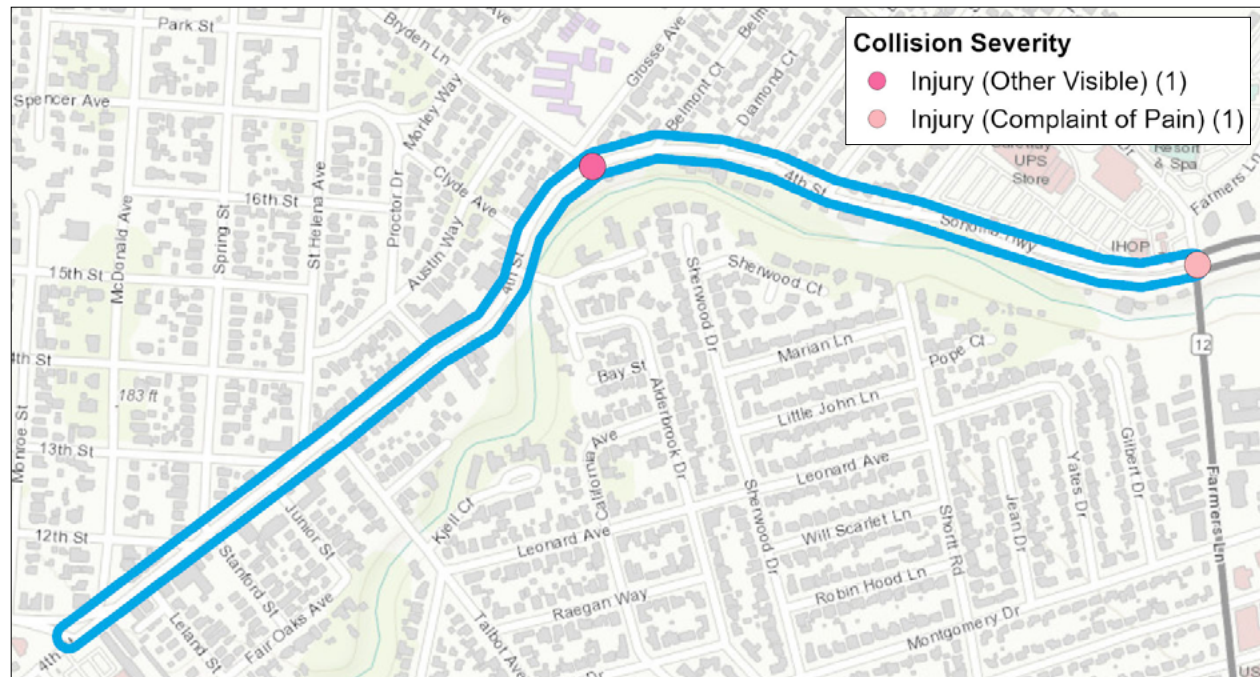 Collision Severity
Injury (Other Visible) (1)
Injury (Complaint of Pain) (1)
Park St
Bryden Ln
Ave
Grosse Ave
Belmont Ct
Diamond Ct
Spencer Ave
Morley Way
UPS
Store
Resort
& Spa
Dr
Farmers Ln
Clyde Ave
4th St
16th St
St Helena Ave
Proctor Dr
Spring St
McDonald Ave
Austin Way
Sonoma Hwy
IHOP
15th St
4th St
Sherwood Dr
Sherwood Ct
Marian Ln
Pope Ct
12
4th St
183 ft
Bay St
Alderbrook Dr
Little John Ln
Monroe St
13th St
California Ave
Leonard Ave
Yates Dr
Gilbert Dr
Farmers Ln
Kjell Ct
Junior St
12th St
Stanford St
Leonard Ave
Sherwood Dr
Will Scarlet Ln
Shortt Rd
Jean Dr
Raegan Way
Robin Hood Ln
Montgomery Dr
Leland St
Fair Oaks Ave
Talbot Ave
4th
US